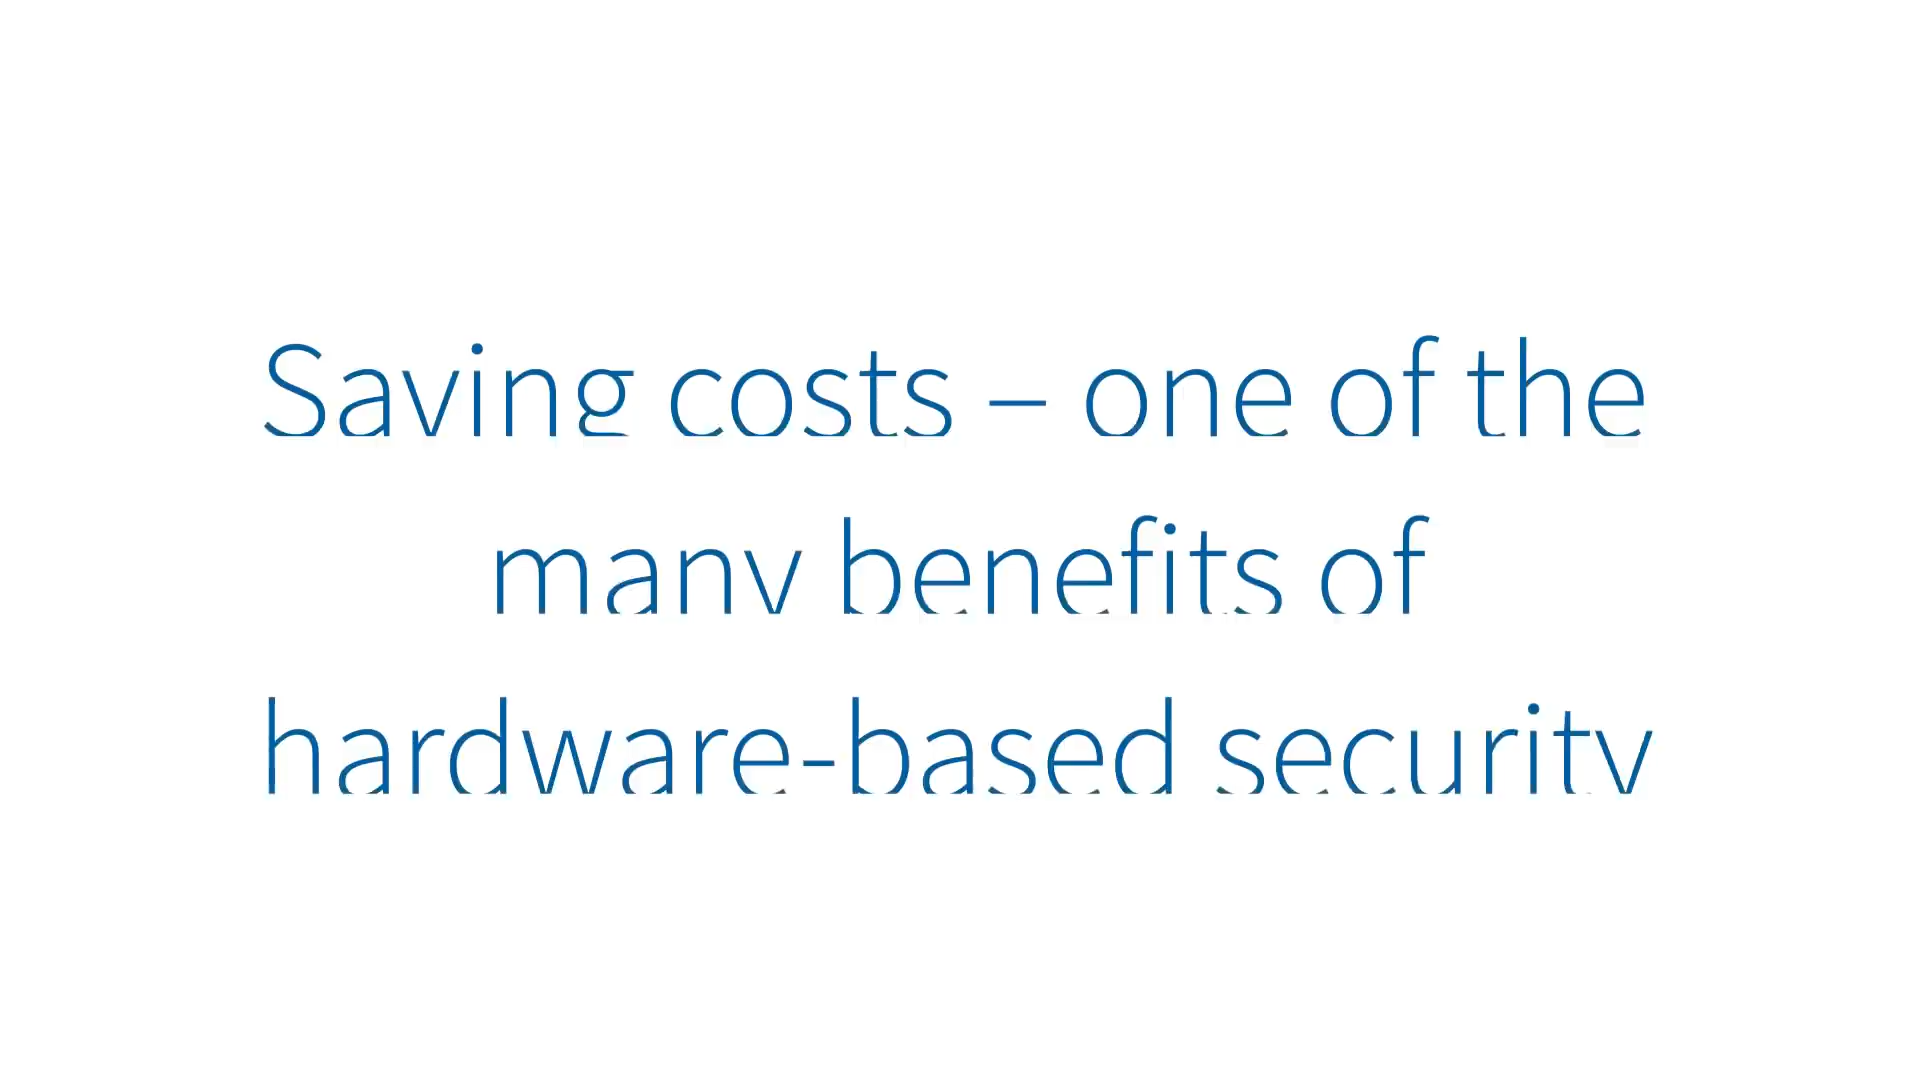 Saving costs – one of the
many benefits of
hardware-based security